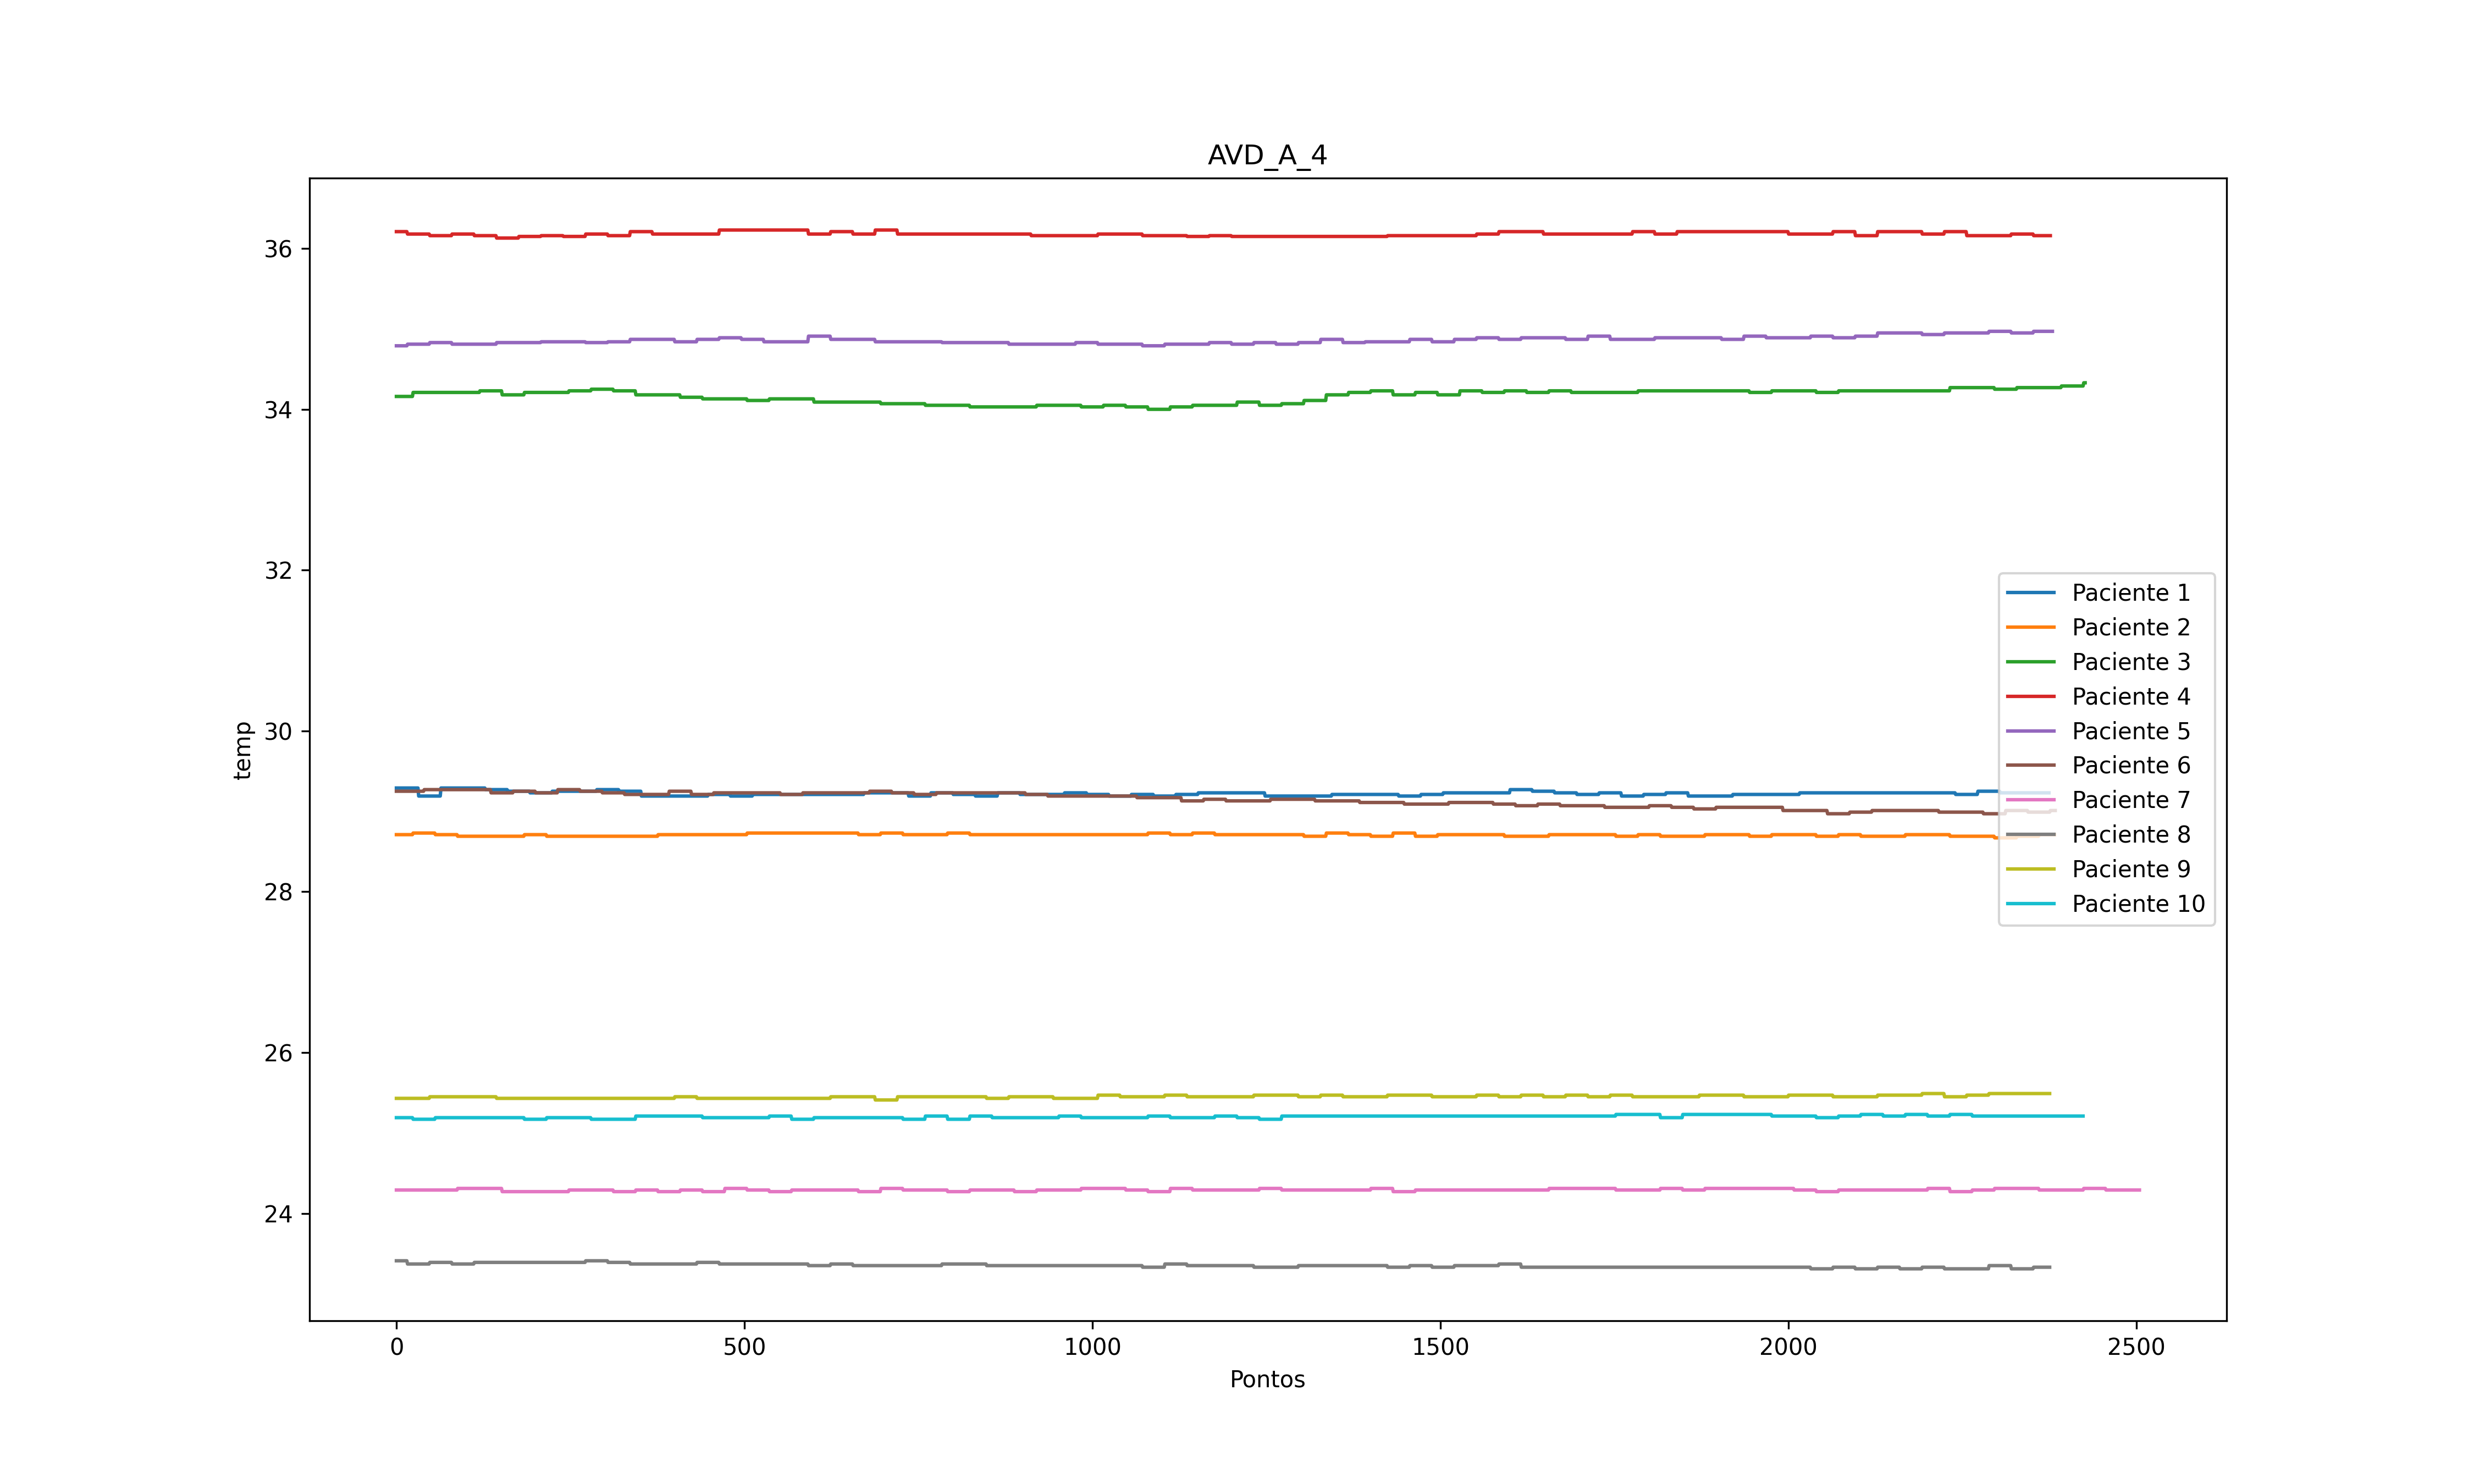 AVD_A_4
36
34
32
30
28
26
24
temp
Paciente 1
Paciente 2
Paciente 3
Paciente 4
Paciente 5
Paciente 6
Paciente 7
Paciente 8
Paciente 9
Paciente 10
0 500 1000 1500 2000 2500
Pontos